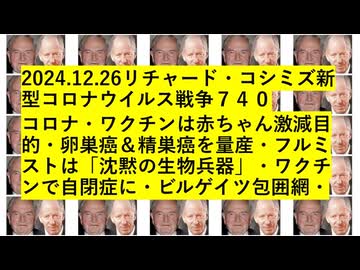 2024.12.26リチャード・コシミズ新
型コロナウイルス戦争７４０
コロナ・ワクチンは赤ちゃん激減目
的・卵巣癌＆精巣癌を量産・フルミ
ストは「沈黙の生物兵器」・ワクチ
ンで自閉症に・ビルゲイツ包囲網・